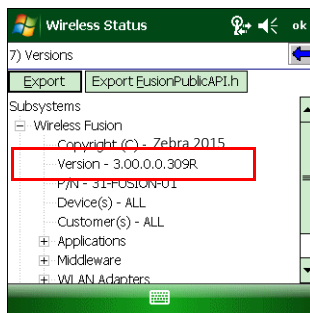 Wireless Status ok
7) Versions
Export Export FusionPublicAPI.h
Subsystems
Wireless Fusion
Copyright (C) - Zebra 2015
Version - 3.00.0.0.309R
P/N - 31-FUSION-01
Device(s) - ALL
Customer(s) - ALL
Applications
Middleware
WLAN Adapters